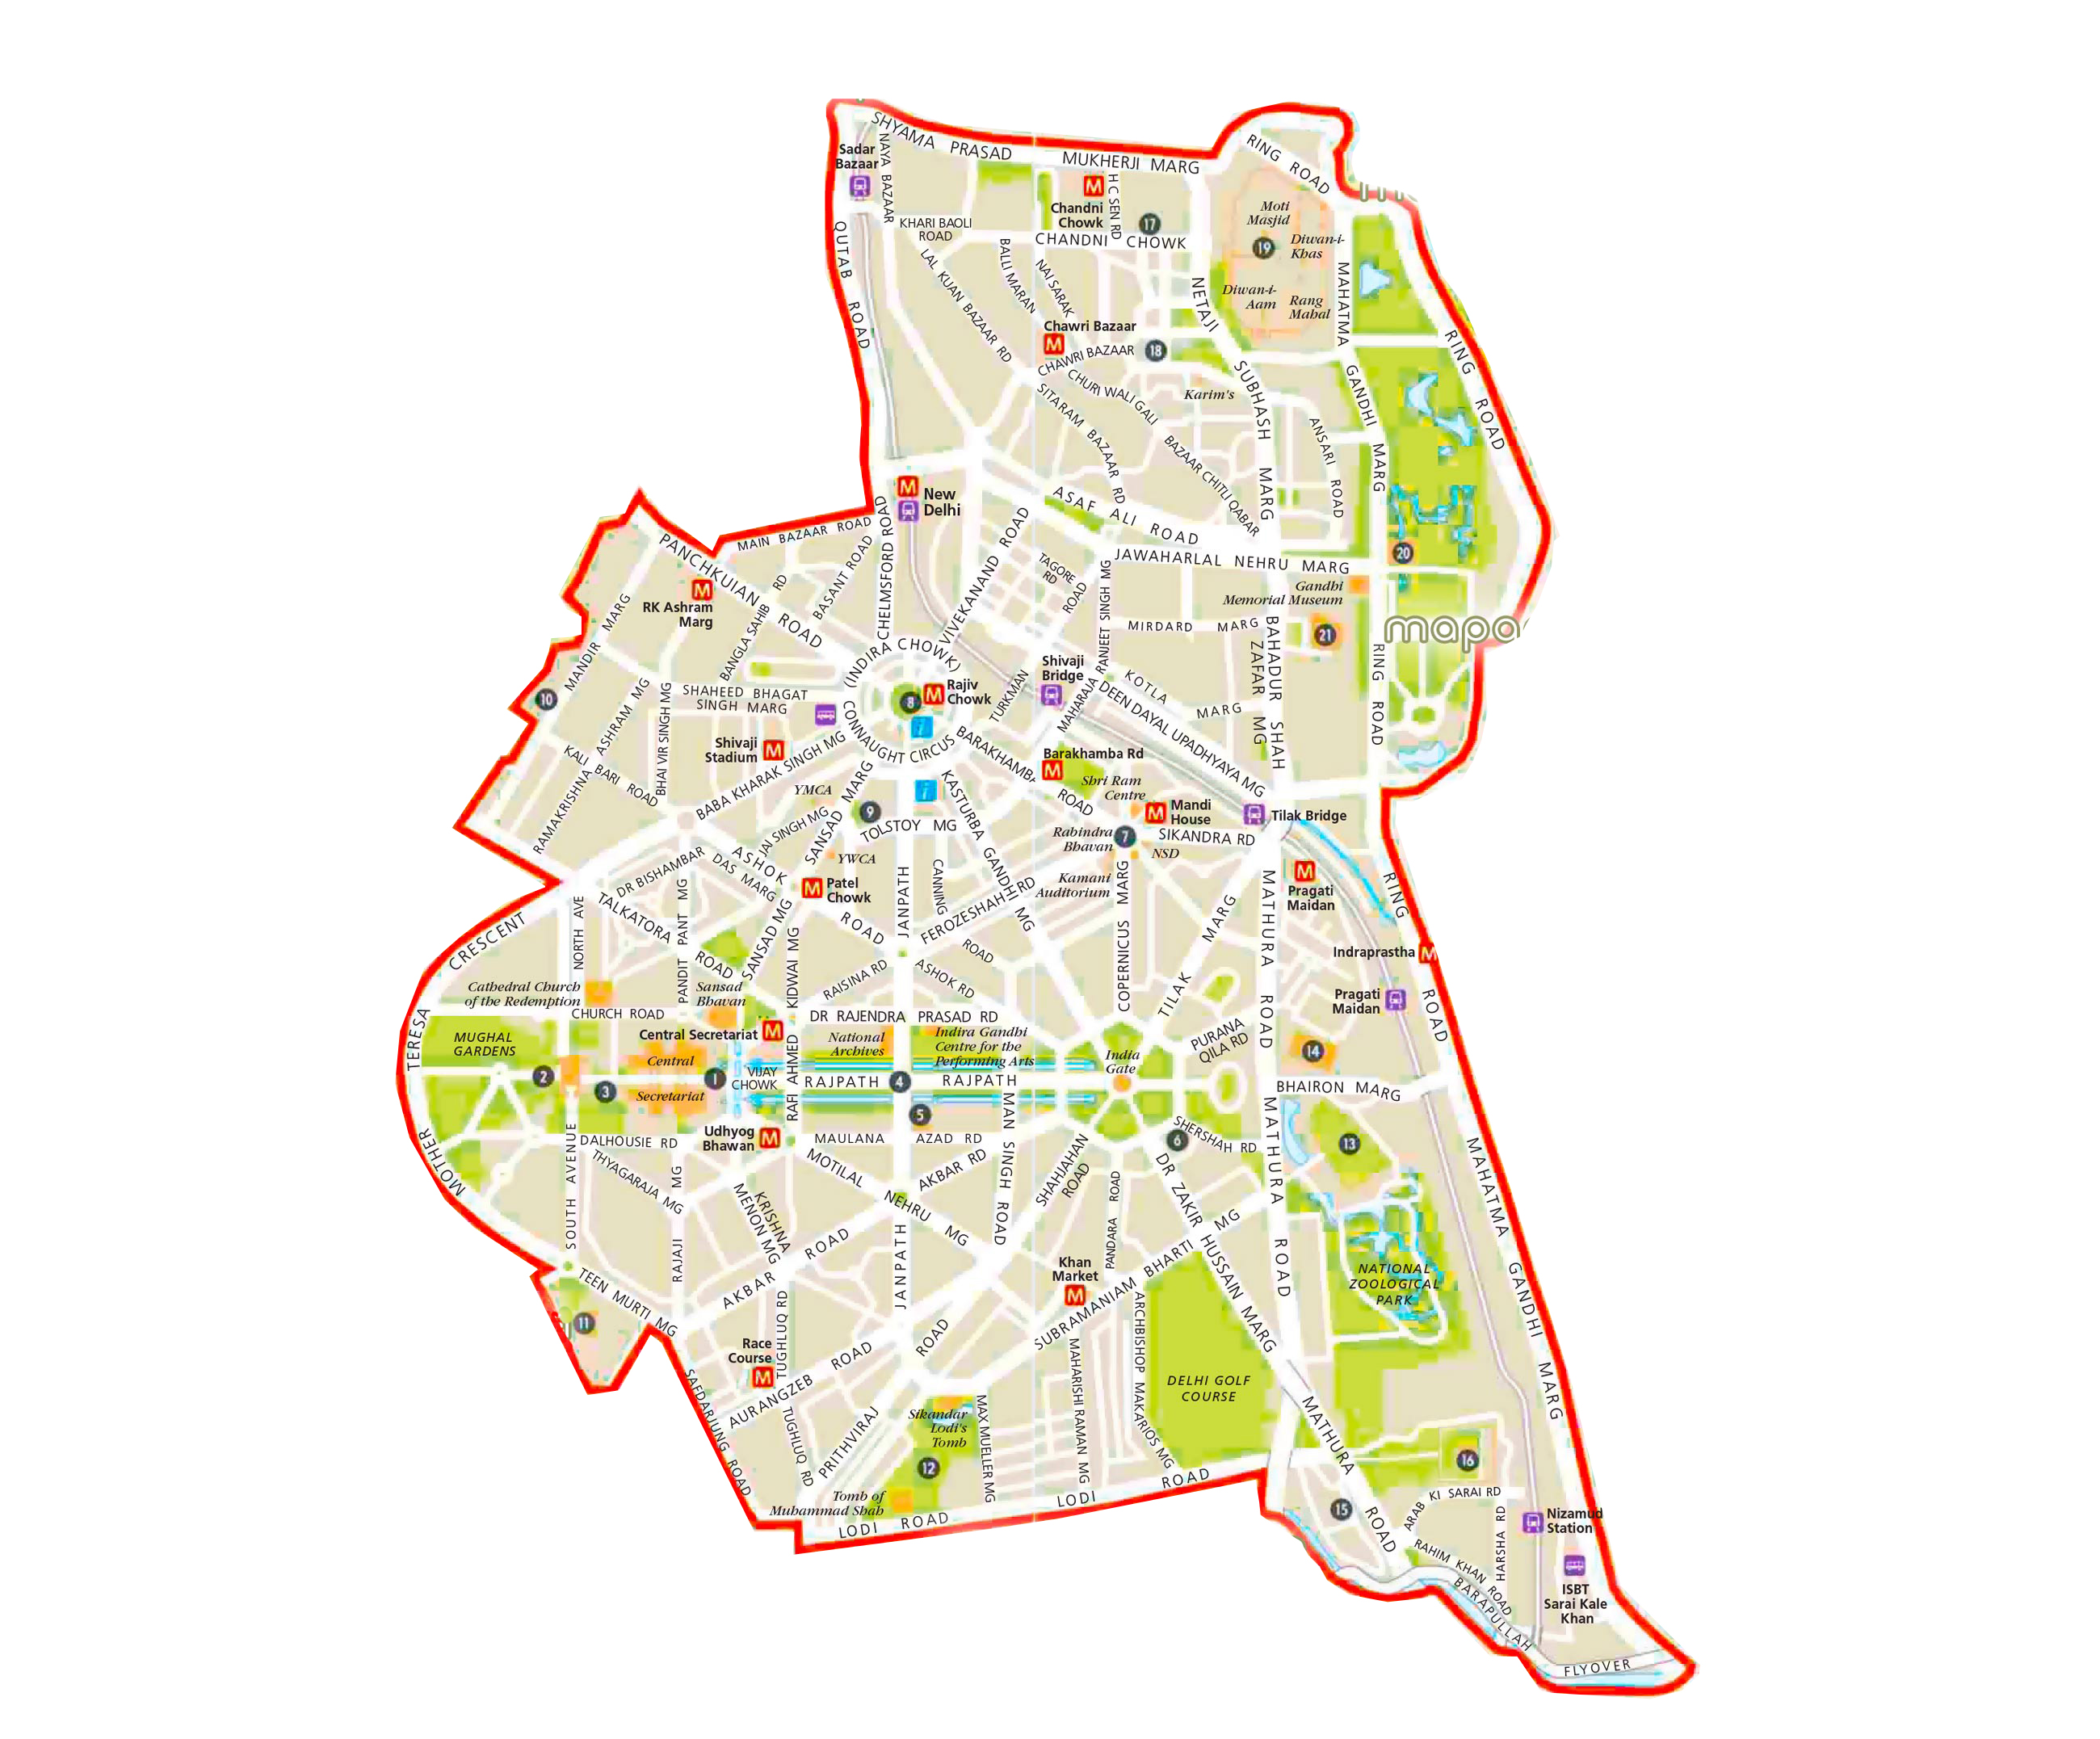 SHYAMA PRASAD MUKHERJI MARG
RING ROAD
Sadar
Bazaar
NAYA BAZAAR
M
Chandni
Chowk
H C SEN RD
17
Moti
Masjid
19
Diwan-i-
Khas
KHARI BAOLI
ROAD
CHANDNI CHOWK
QUTAB ROAD
LAL KUAN BAZAAR RD
BALLI MARAN
NAI SARAK
NETAJI SUBHASH MARG
Diwan-i-
Aam
Rang
Mahal
MAHATMA GANDHI MARG
RING ROAD
Chawri Bazaar
M
CHAWRI BAZAAR
18
CHURI WALI GALI
Karim's
SITARAM BAZAAR RD
BAZAAR CHITLI QABAR
ANSARI ROAD
M
New
Delhi
ASAF ALI ROAD
MAIN BAZAAR ROAD
PANCHKUIAN ROAD
BASANT ROAD
CHELMSFORD ROAD
VIVEKANAND ROAD
JAWAHARLAL NEHRU MARG
20
TAGORE
RD
ROAD
Gandhi
Memorial Museum
M
RK Ashram
Marg
MANDIR MARG
BANGLA SAHIB RD
MAHARAJA RANJEET SINGH MG
MIRDARD MARG
21
mapa
BAHADUR SHAH
ZAFAR MG
RING ROAD
(INDIRA CHOWK)
CONNAUGHT CIRCUS
8
M
Rajiv
Chowk
i
Shivaji
Bridge
TURKMAN
KOTLA MARG
DEEN DAYAL UPADHYAYA MG
10
SHAHEED BHAGAT
SINGH MARG
RAMAKRISHNA ASHRAM MG
BHAI VIR SINGH MG
KALI BARI ROAD
Shivaji
Stadium
M
BABA KHARAK SINGH MG
BARAKHAMBA ROAD
Barakhamba Rd
M
Shri Ram
Centre
YMCA
i
KASTURBA GANDHI MG
9
TOLSTOY MG
JAI SINGH MG
SANSAD MARG
M
Mandi
House
Tilak Bridge
Rabindra
Bhavan
7
SIKANDRA RD
NSD
YWCA
ASHOK ROAD
DR BISHAMBAR
DAS MARG
M
Patel
Chowk
JANPATH
CANNING
ROAD
FEROZESHAH RD
Kamani
Auditorium
COPERNICUS MARG
TILAK MARG
MATHURA ROAD
M
Pragati
Maidan
RING ROAD
Indraprastha
M
Pragati
Maidan
CRESCENT
NORTH AVE
TALKATORA ROAD
PANDIT PANT MG
SANSAD MG
RAFI AHMED KIDWAI MG
RAISINA RD
ASHOK RD
Cathedral Church
of the Redemption
Sansad
Bhavan
CHURCH ROAD
DR RAJENDRA PRASAD RD
MOTHER TERESA
MUGHAL
GARDENS
Central Secretariat
M
National
Archives
Indira Gandhi
Centre for the
Performing Arts
India
Gate
PURANA
QILA RD
14
2
3
Central
Secretariat
1
VIJAY
CHOWK
RAJPATH
4
RAJPATH
BHAIRON MARG
5
Udhyog
Bhawan
M
MAULANA AZAD RD
MAN SINGH ROAD
6
SHERSHAH RD
13
SOUTH AVENUE
DALHOUSIE RD
THYAGARAJA MG
RAJAJI MG
KRISHNA
MENON MG
MOTILAL NEHRU MG
AKBAR RD
SHAHJAHAN
ROAD
PANDARA ROAD
DR ZAKIR HUSSAIN MARG
MATHURA ROAD
MAHATMA GANDHI MARG
AKBAR ROAD
JANPATH
Khan
Market
M
SUBRAMANIAM BHARTI MG
NATIONAL
ZOOLOGICAL
PARK
TEEN MURTI MG
11
Race
Course
M
TUGHLUQ RD
AURANGZEB ROAD
PRITHVIRAJ ROAD
MAHARISHI RAMAN MG
ARCHBISHOP MAKARIOS MG
DELHI GOLF
COURSE
SAFDARJUNG ROAD
TUGHLUQ RD
Sikandar
Lodi's
Tomb
MAX MUELLER MG
12
Tomb of
Muhammad Shah
LODI ROAD
LODI ROAD
MATHURA ROAD
16
15
ARAB KI SARAI RD
HARSHA RD
RAHIM KHAN ROAD
Nizamud
Station
ISBT
Sarai Kale
Khan
BARAPULLAH FLYOVER